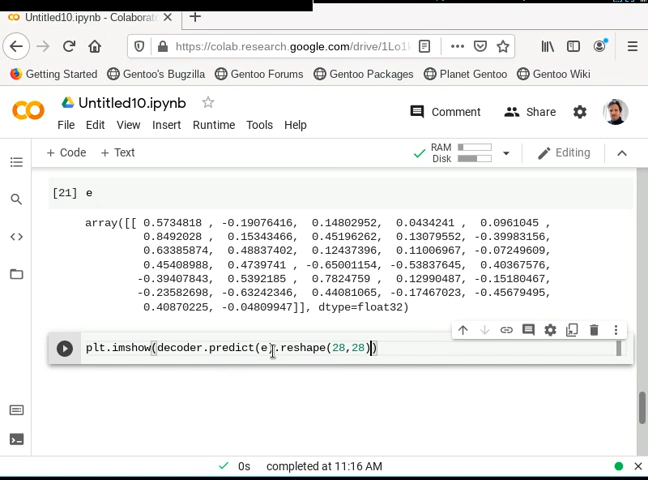 Untitled10.ipynb - Colaborat
https://colab.research.google.com/drive/1Lo1
Getting Started
Gentoo's Bugzilla
Gentoo Forums
Gentoo Packages
Planet Gentoo
Gentoo Wiki
Untitled10.ipynb
Comment
Share
File Edit View Insert Runtime Tools Help
+ Code + Text
RAM
Disk
Editing
[21] e
array([[ 0.5734818 , -0.19076416, 0.14802952, 0.0434241 , 0.0961045 ,
0.8492028 , 0.15343466, 0.45196262, 0.13079552, -0.39983156,
0.63385874, 0.48837402, 0.12437396, 0.11006967, -0.07249609,
0.45408988, 0.4739741 , -0.65001154, -0.53837645, 0.40367576,
-0.39407843, 0.5392185 , 0.7824759 , 0.12990487, -0.15180467,
-0.23582698, -0.63242346, 0.44081065, -0.17467023, -0.45679495,
0.40870225, -0.04809947]], dtype=float32)
plt.imshow(decoder.predict(e).reshape(28,28))
0s completed at 11:16 AM